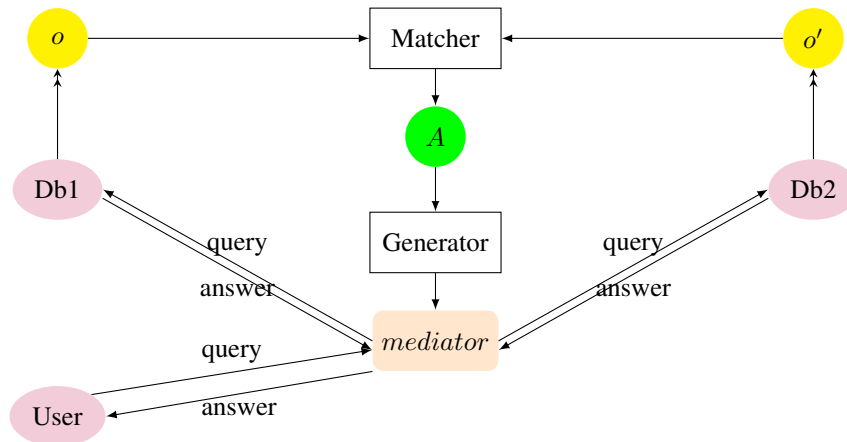 o
Matcher
o′
A
Db1
Db2
query
Generator
query
answer
answer
mediator
query
answer
User